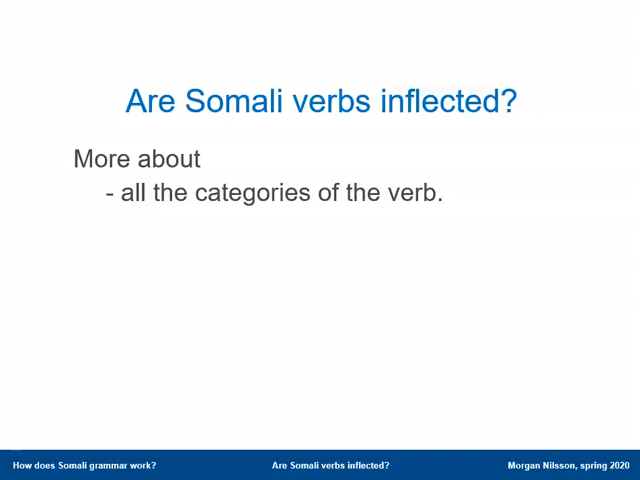 Are Somali verbs inflected?
More about
- all the categories of the verb.
How does Somali grammar work?
Are Somali verbs inflected?
Morgan Nilsson, spring 2020